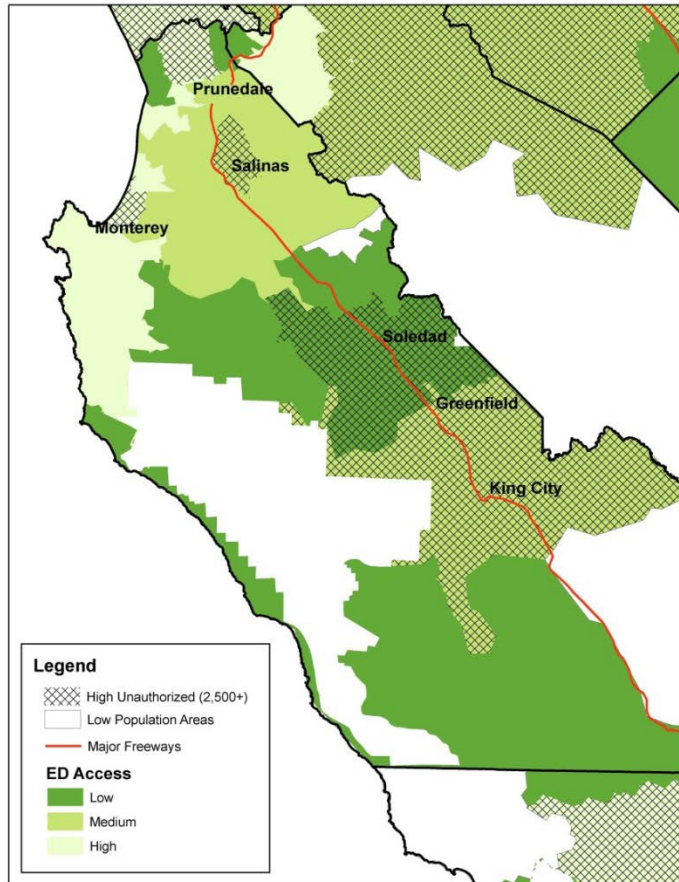 Prunedale
Salinas
Monterey
Soledad
Greenfield
King City
Legend
High Unauthorized (2,500+)
Low Population Areas
Major Freeways
ED Access
Low
Medium
High